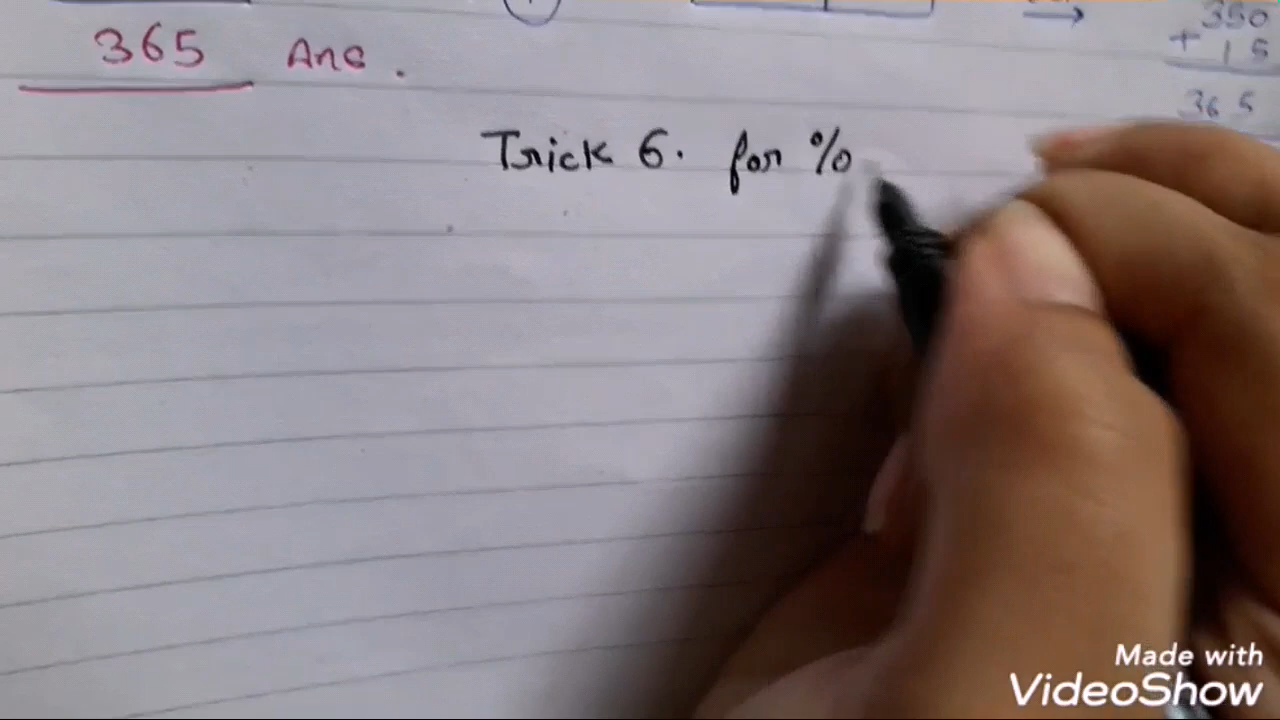 350
+ 15
365 Ans.
365
Trick 6. for %
Made with
VideoShow